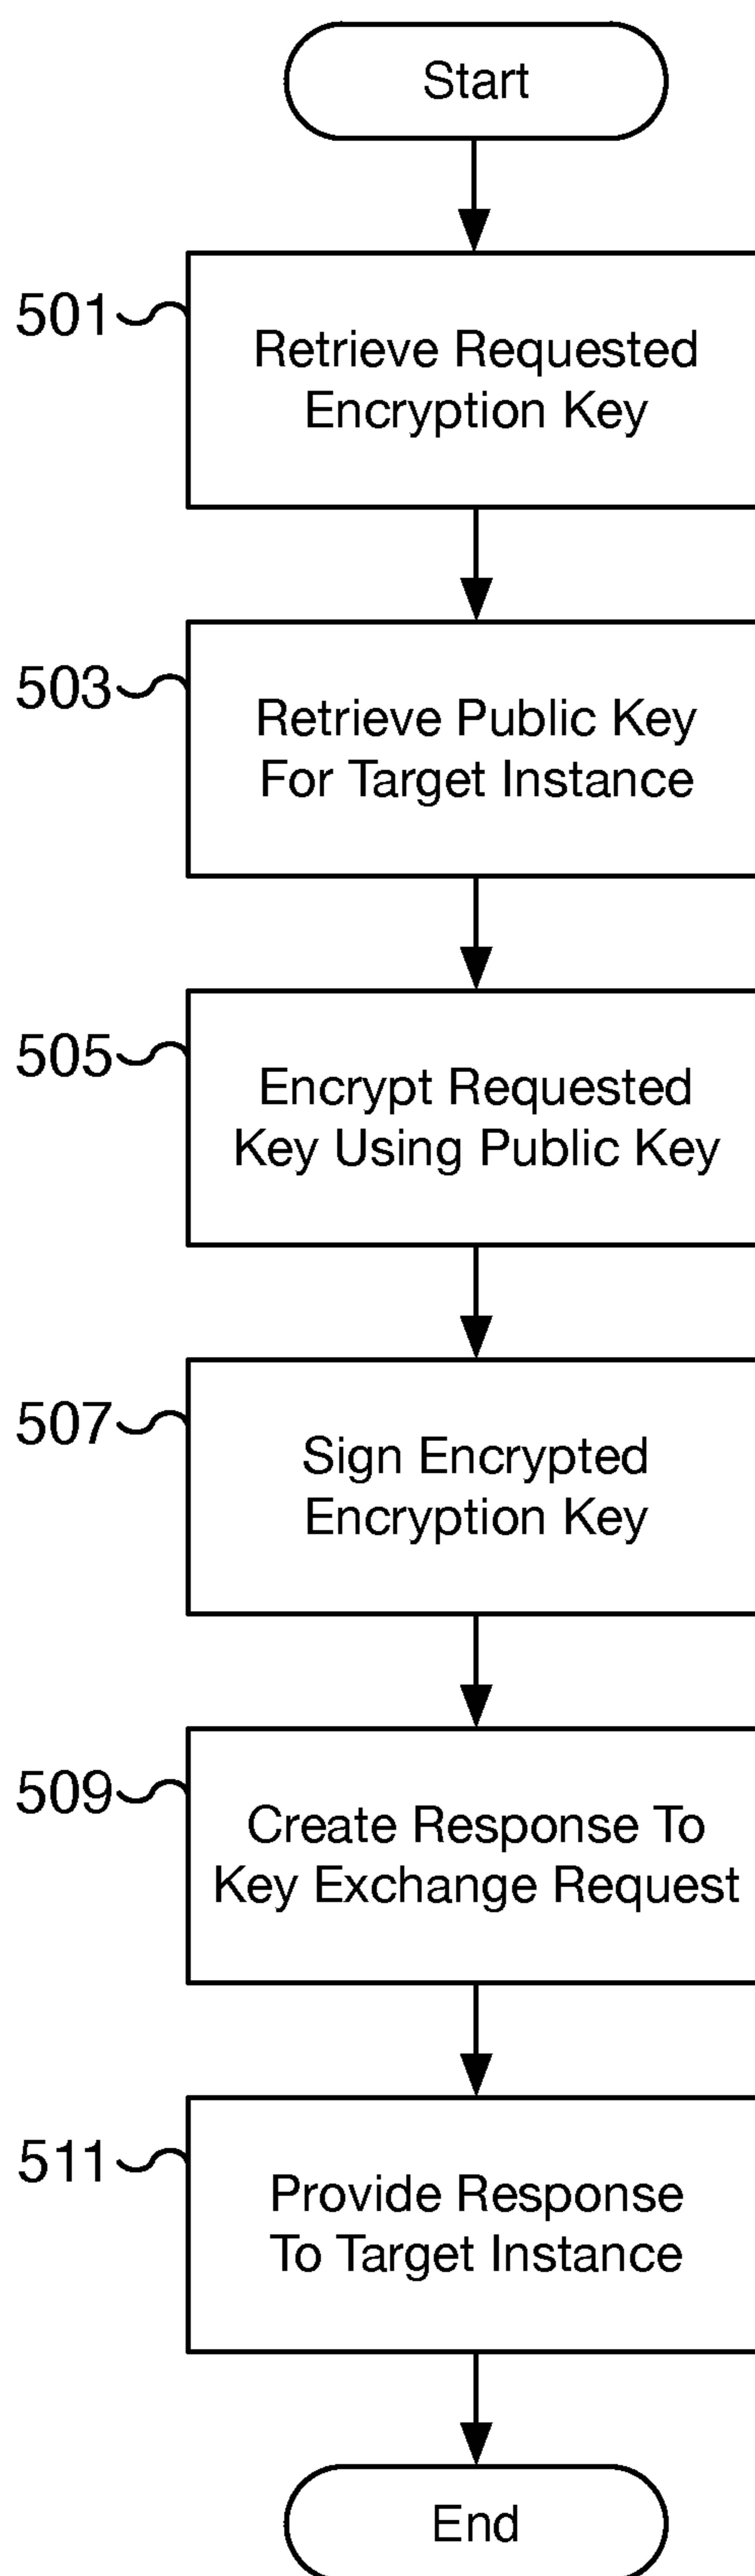 Start
501
Retrieve Requested
Encryption Key
503
Retrieve Public Key
For Target Instance
505
Encrypt Requested
Key Using Public Key
507
Sign Encrypted
Encryption Key
509
Create Response To
Key Exchange Request
511
Provide Response
To Target Instance
End